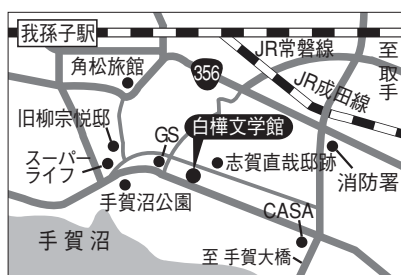 我孫子駅
JR常磐線
至取手
角松旅館
356
JR成田線
旧柳宗悦邸
GS
白樺文学館
スーパー
ライフ
志賀直哉邸跡
消防署
手賀沼公園
CASA
手賀沼
至 手賀大橋